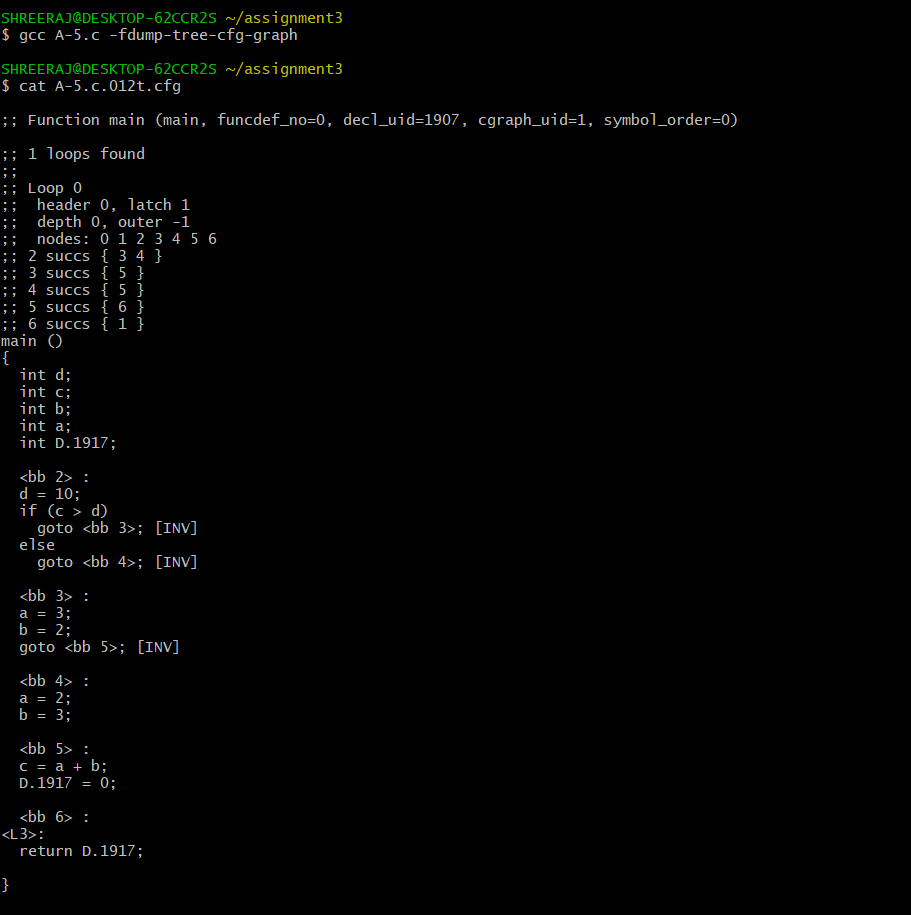 SHREERAJ@DESKTOP-62CCR2S ~/assignment3
$ gcc A-5.c -fdump-tree-cfg-graph

SHREERAJ@DESKTOP-62CCR2S ~/assignment3
$ cat A-5.c.012t.cfg

;; Function main (main, funcdef_no=0, decl_uid=1907, cgraph_uid=1, symbol_order=0)

;; 1 loops found
;;
;; Loop 0
;;  header 0, latch 1
;;  depth 0, outer -1
;;  nodes: 0 1 2 3 4 5 6
;; 2 succs { 3 4 }
;; 3 succs { 5 }
;; 4 succs { 5 }
;; 5 succs { 6 }
;; 6 succs { 1 }
main ()
{
  int d;
  int c;
  int b;
  int a;
  int D.1917;

  <bb 2> :
  d = 10;
  if (c > d)
    goto <bb 3>; [INV]
  else
    goto <bb 4>; [INV]

  <bb 3> :
  a = 3;
  b = 2;
  goto <bb 5>; [INV]

  <bb 4> :
  a = 2;
  b = 3;

  <bb 5> :
  c = a + b;
  D.1917 = 0;

  <bb 6> :
<L3>:
  return D.1917;

}